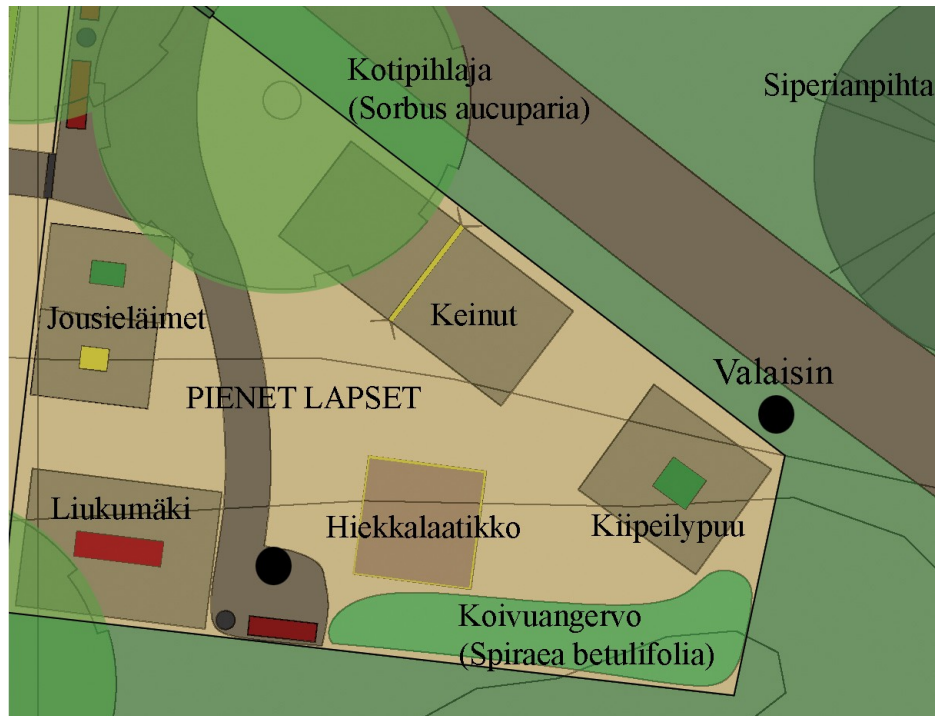 Kotipihlaja
(Sorbus aucuparia)
Siperianpihta
Jousieläimet
Keinut
Valaisin
PIENET LAPSET
Liukumäki
Hiekkalaatikko
Kiipeilypuu
Koivuangervo
(Spiraea betulifolia)